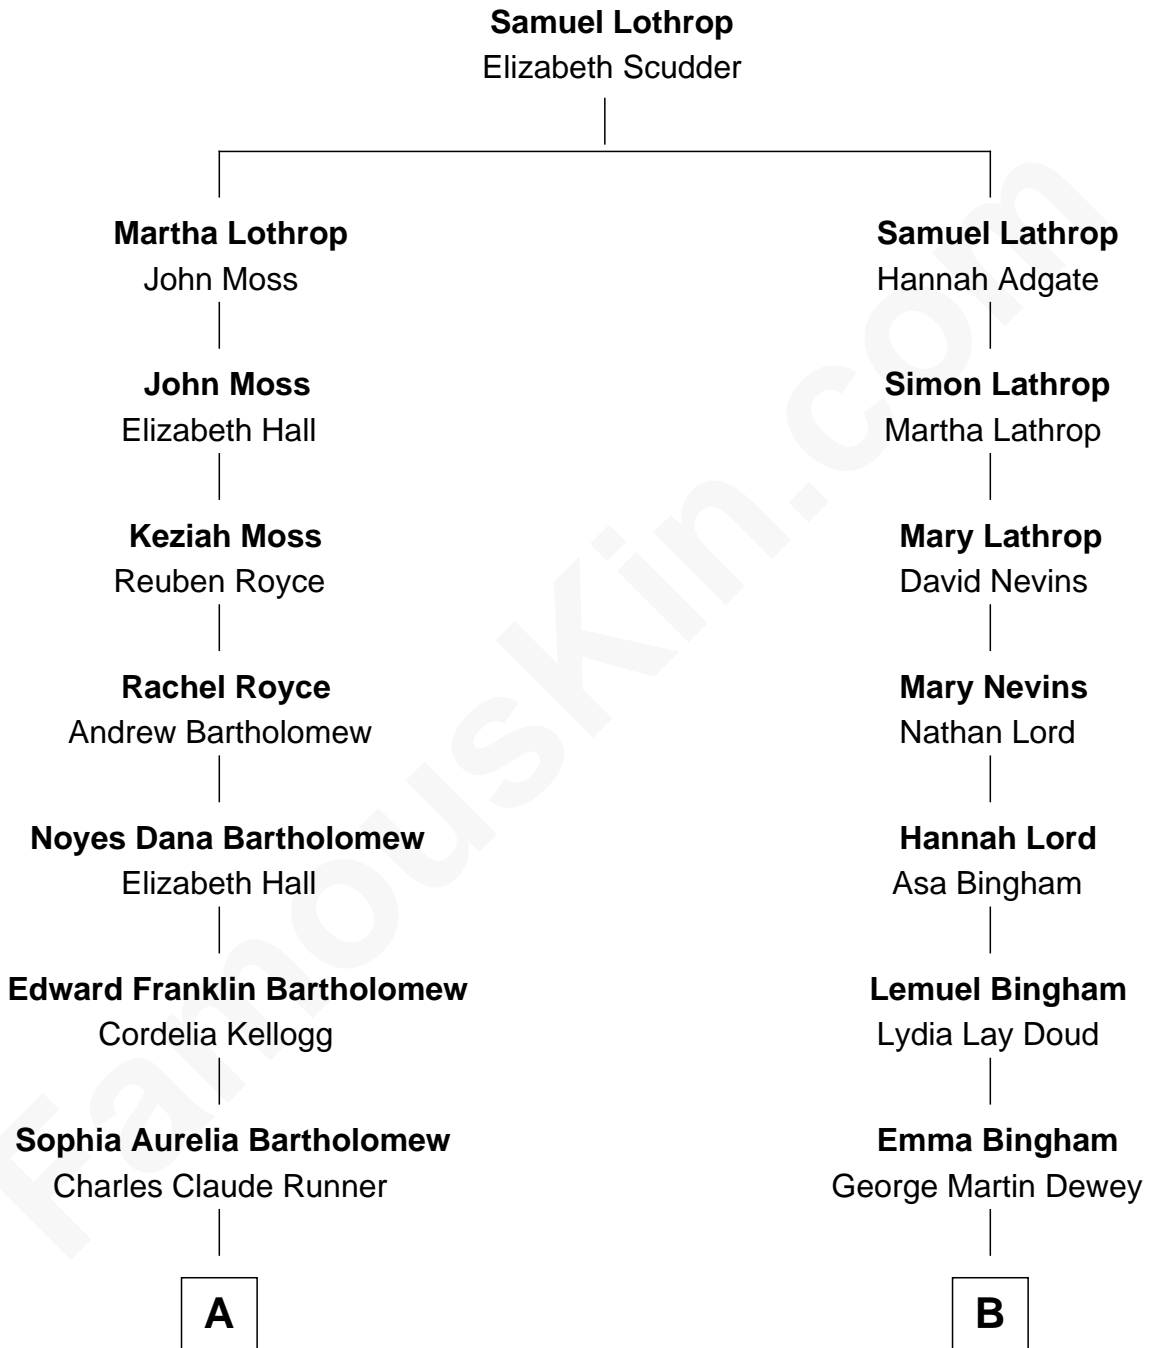 Samuel Lothrop
Elizabeth Scudder
Martha Lothrop
John Moss
Samuel Lathrop
Hannah Adgate
John Moss
Elizabeth Hall
Simon Lathrop
Martha Lathrop
Keziah Moss
Reuben Royce
Mary Lathrop
David Nevins
Rachel Royce
Andrew Bartholomew
Mary Nevins
Nathan Lord
Noyes Dana Bartholomew
Elizabeth Hall
Hannah Lord
Asa Bingham
Edward Franklin Bartholomew
Cordelia Kellogg
Lemuel Bingham
Lydia Lay Doud
Sophia Aurelia Bartholomew
Charles Claude Runner
Emma Bingham
George Martin Dewey
A
B
FamousKin.com